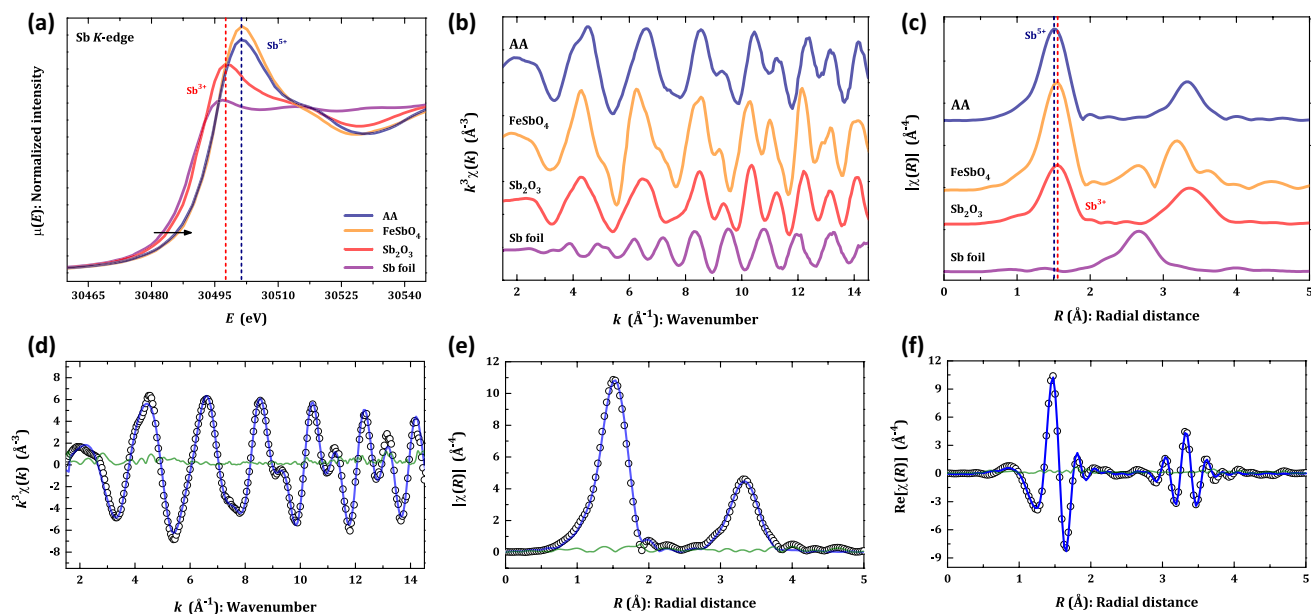 (a)
Sb K-edge
Sb5+
Sb3+
AA
FeSbO4
Sb2O3
Sb foil
μ(E): Normalized intensity
30465 30480 30495 30510 30525 30540
E (eV)
(b)
AA
FeSbO4
Sb2O3
Sb foil
k3χ(k) (Å-3)
2 4 6 8 10 12 14
k (Å-1): Wavenumber
(c)
Sb5+
AA
FeSbO4
Sb2O3
Sb3+
Sb foil
|χ(R)| (Å-4)
0 1 2 3 4 5
R (Å): Radial distance
(d)
k3χ(k) (Å-3)
8
6
4
2
0
-2
-4
-6
-8
2 4 6 8 10 12 14
k (Å-1): Wavenumber
(e)
|χ(R)| (Å-4)
12
10
8
6
4
2
0
0 1 2 3 4 5
R (Å): Radial distance
(f)
Re[χ(R)] (Å-4)
12
9
6
3
0
-3
-6
-9
0 1 2 3 4 5
R (Å): Radial distance